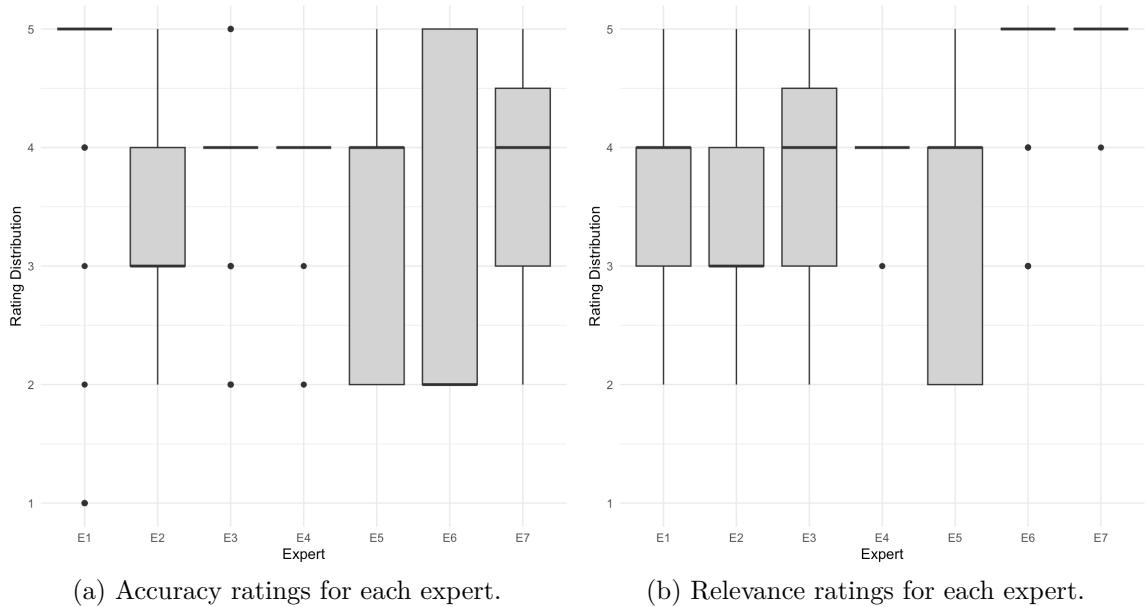 5
4
3
2
1
Rating Distribution
E1 E2 E3 E4 E5 E6 E7
Expert
(a) Accuracy ratings for each expert.
5
4
3
2
1
Rating Distribution
E1 E2 E3 E4 E5 E6 E7
Expert
(b) Relevance ratings for each expert.